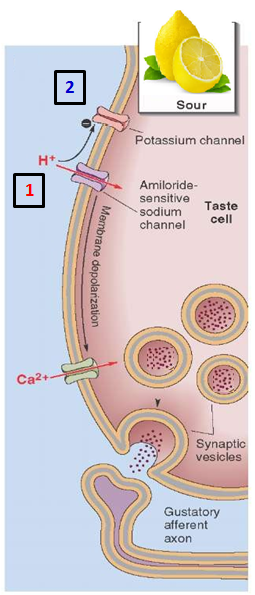 Sour
2
Potassium channel
H+
1
Amiloride-
sensitive
sodium
channel
Taste
cell
Membrane depolarization
Ca2+
Synaptic
vesicles
Gustatory
afferent
axon